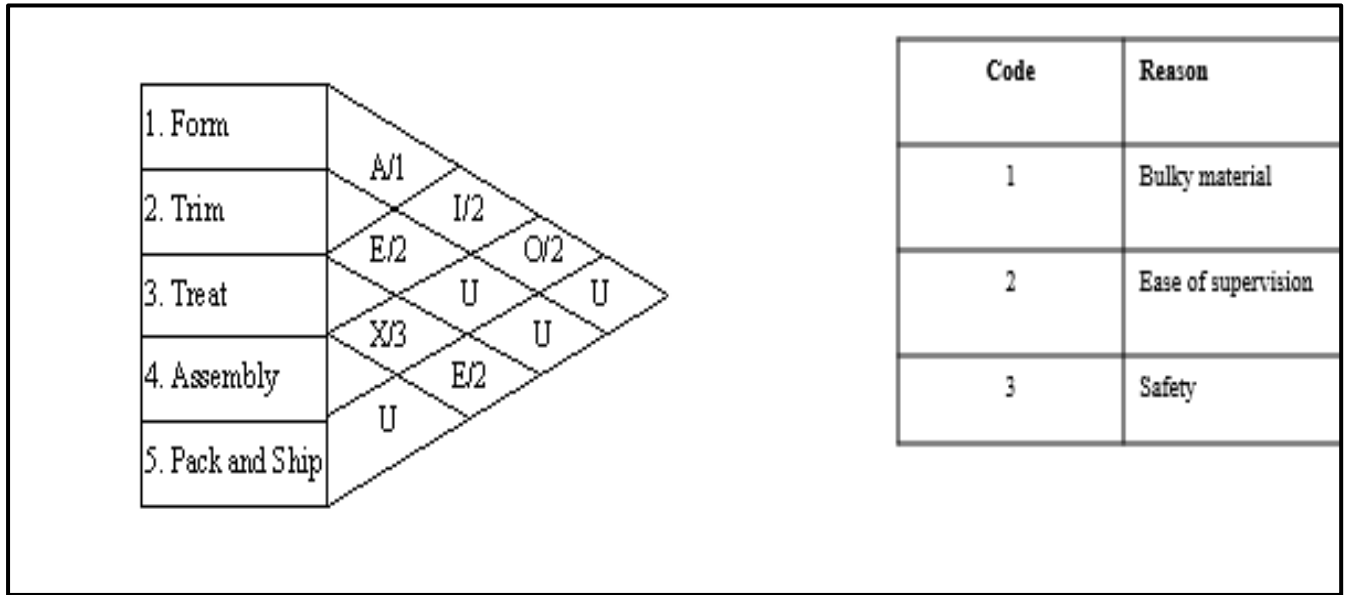 1. Form
2. Trim
3. Treat
4. Assembly
5. Pack and Ship
A/1
I/2
E/2
O/2
U
U
X/3
U
E/2
U
Code Reason
1 Bulky material
2 Ease of supervision
3 Safety